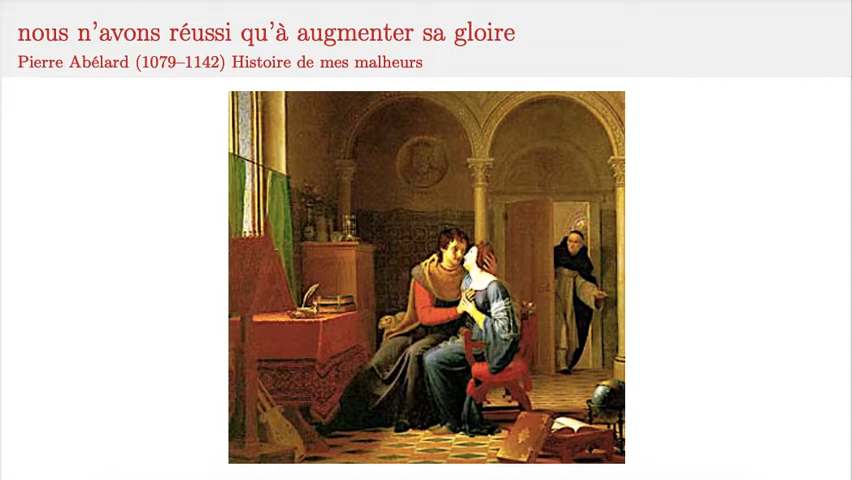 nous n’avons réussi qu’à augmenter sa gloire
Pierre Abélard (1079–1142) Histoire de mes malheurs